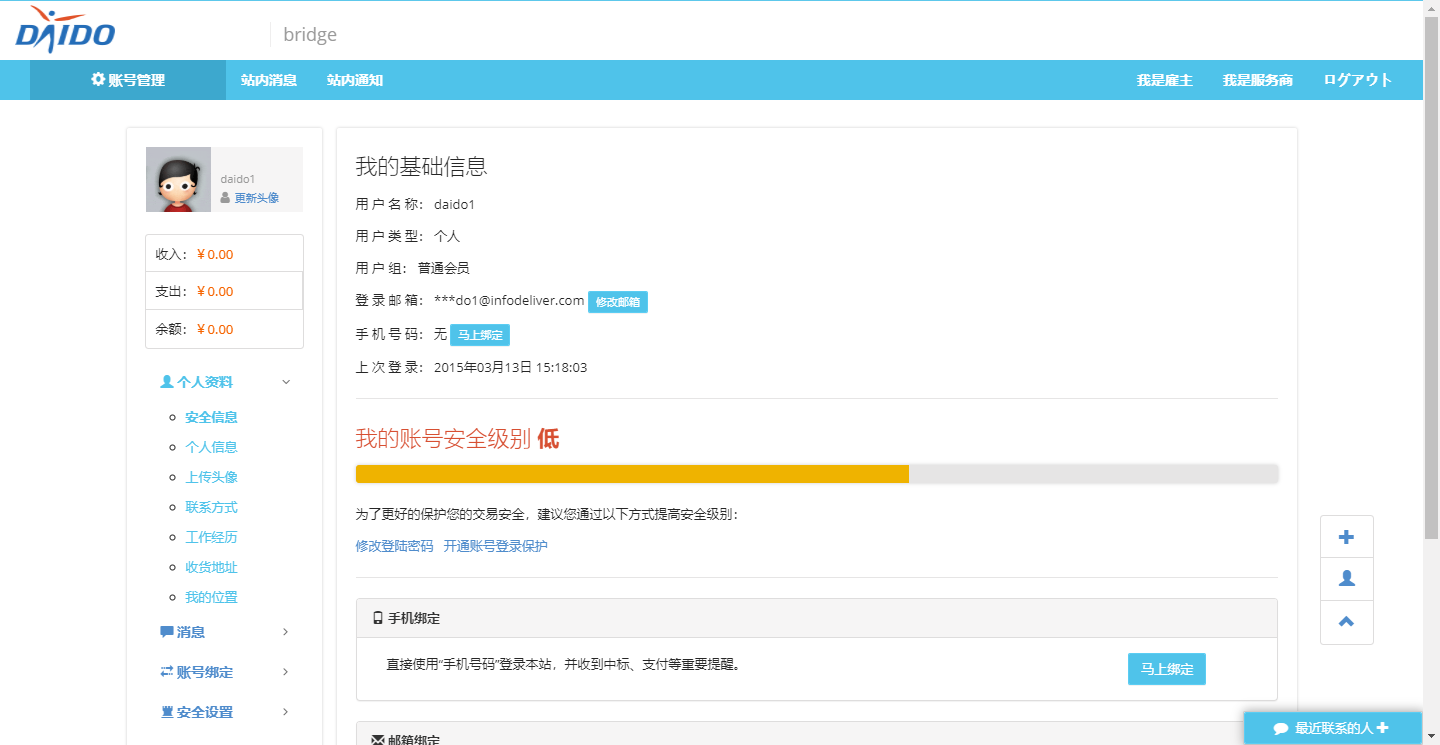 DAIDO bridge
账号管理 站内消息 站内通知 我是雇主 我是服务商 ログアウト
daido1
更新头像
收入：￥0.00
支出：￥0.00
余额：￥0.00
个人资料
安全信息
个人信息
上传头像
联系方式
工作经历
收货地址
我的位置
消息
账号绑定
安全设置
我的基础信息
用 户 名 称： daido1
用 户 类 型： 个人
用 户 组： 普通会员
登 录 邮 箱： ***do1@infodeliver.com 修改邮箱
手 机 号 码： 无 马上绑定
上 次 登 录： 2015年03月13日 15:18:03
我的账号安全级别 低
为了更好的保护您的交易安全，建议您通过以下方式提高安全级别：
修改登陆密码 开通账号登录保护
手机绑定
直接使用“手机号码”登录本站，并收到中标、支付等重要提醒。 马上绑定
邮箱绑定
最近联系的人